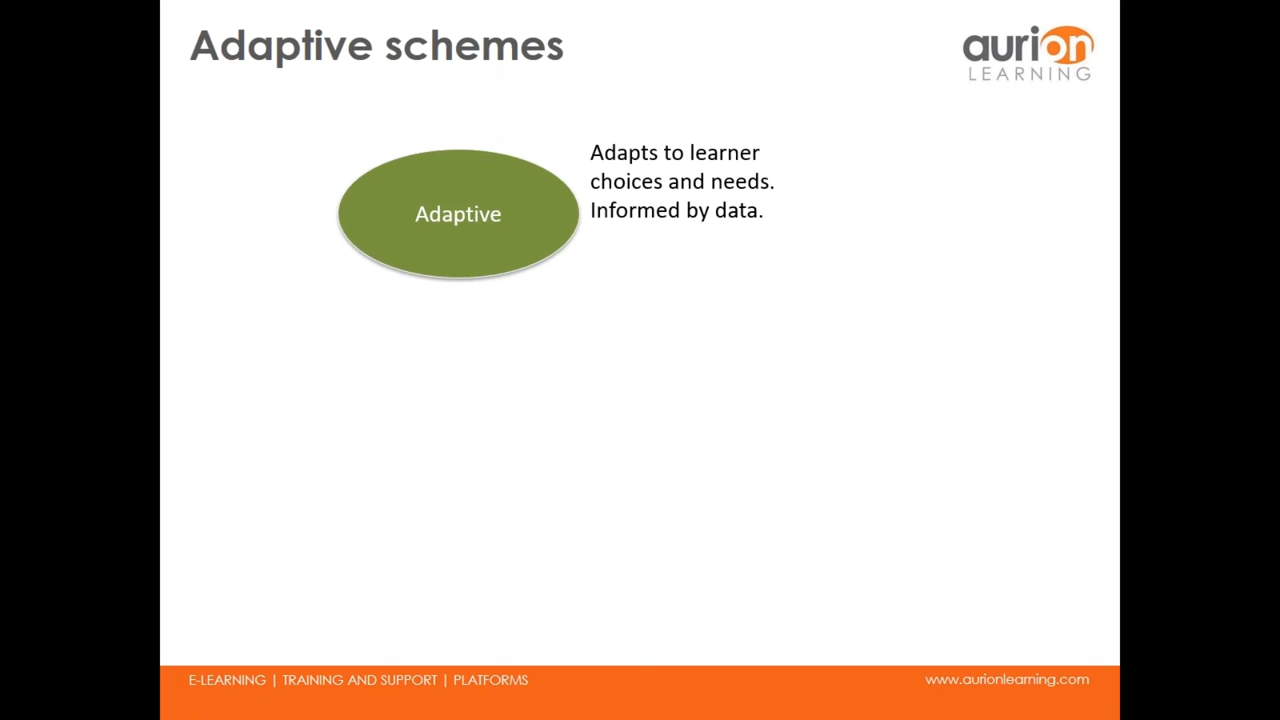 Adaptive schemes
aurion
LEARNING
Adaptive
Adapts to learner
choices and needs.
Informed by data.
E-LEARNING | TRAINING AND SUPPORT | PLATFORMS
www.aurionlearning.com